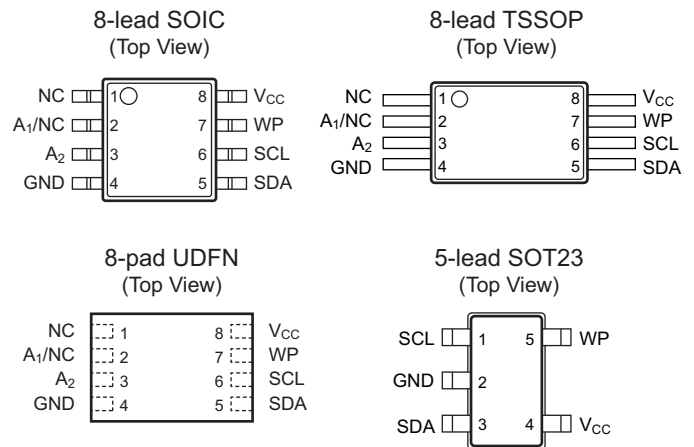 8-lead SOIC
(Top View)
NC 1 8 VCC
A1/NC 2 7 WP
A2 3 6 SCL
GND 4 5 SDA
8-lead TSSOP
(Top View)
NC 1 8 VCC
A1/NC 2 7 WP
A2 3 6 SCL
GND 4 5 SDA
8-pad UDFN
(Top View)
NC 1 8 VCC
A1/NC 2 7 WP
A2 3 6 SCL
GND 4 5 SDA
5-lead SOT23
(Top View)
SCL 1 5 WP
GND 2
SDA 3 4 VCC